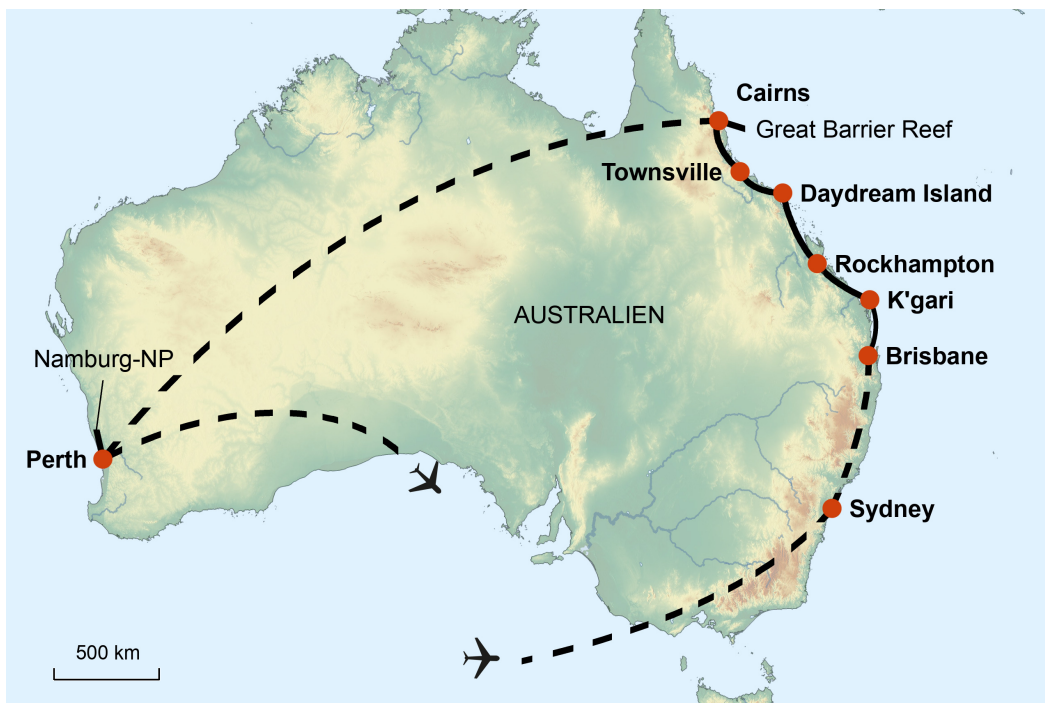 Cairns
Great Barrier Reef
Townsville
Daydream Island
Rockhampton
K'gari
AUSTRALIEN
Namburg-NP
Brisbane
Perth
Sydney
500 km